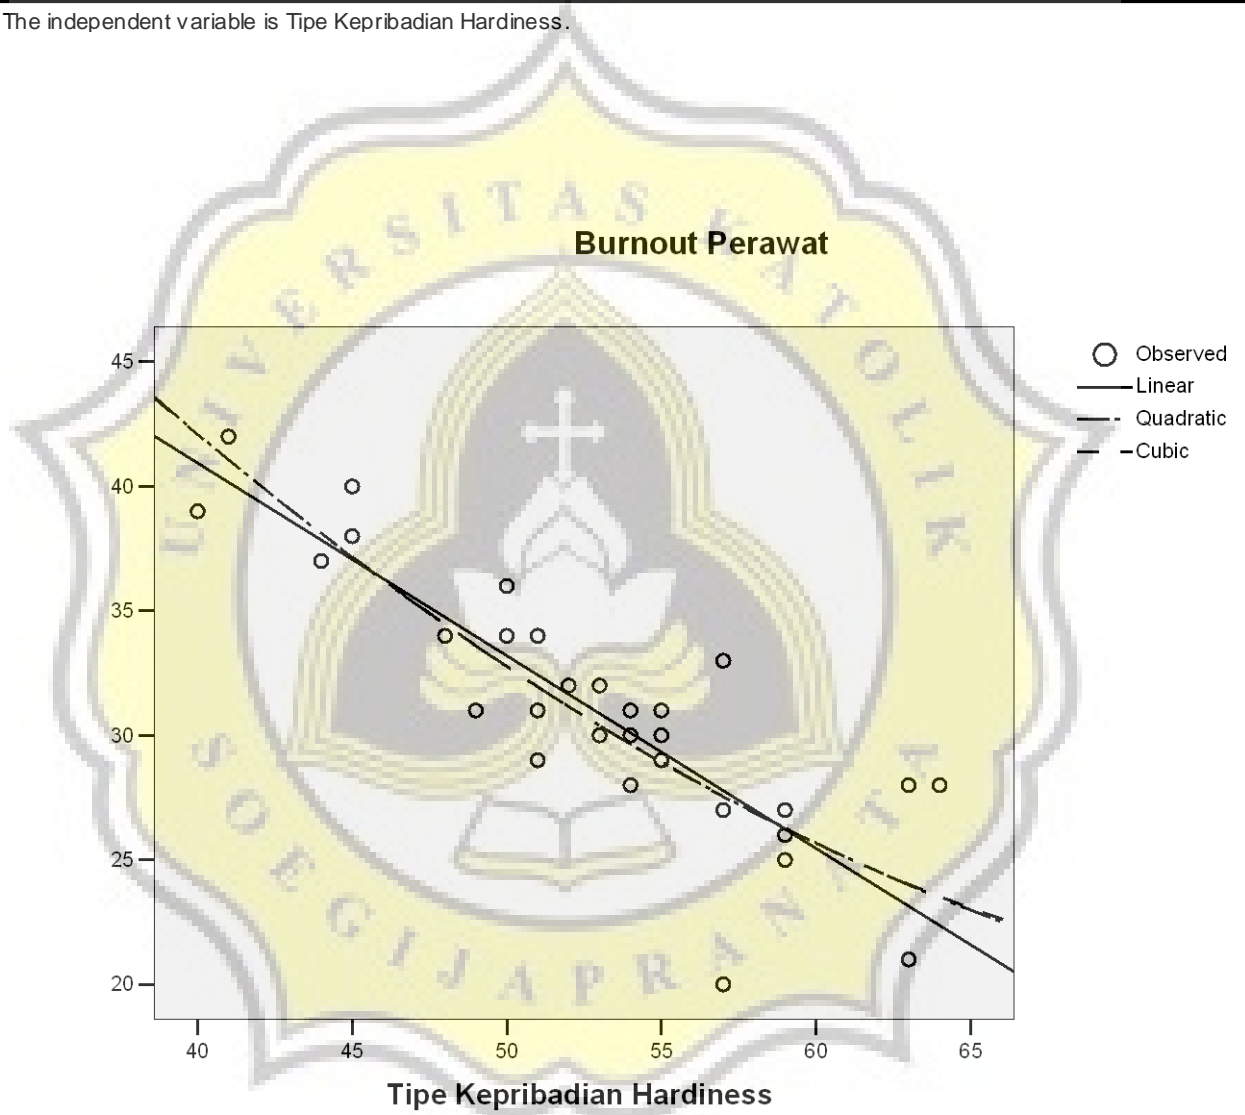 The independent variable is Tipe Kepribadian Hardiness.
UNIVERSITAS KATOLIK
Burnout Perawat
45
40
35
30
25
20
Observed
Linear
Quadratic
Cubic
SOEGIJAPRANATA
40 45 50 55 60 65
Tipe Kepribadian Hardiness